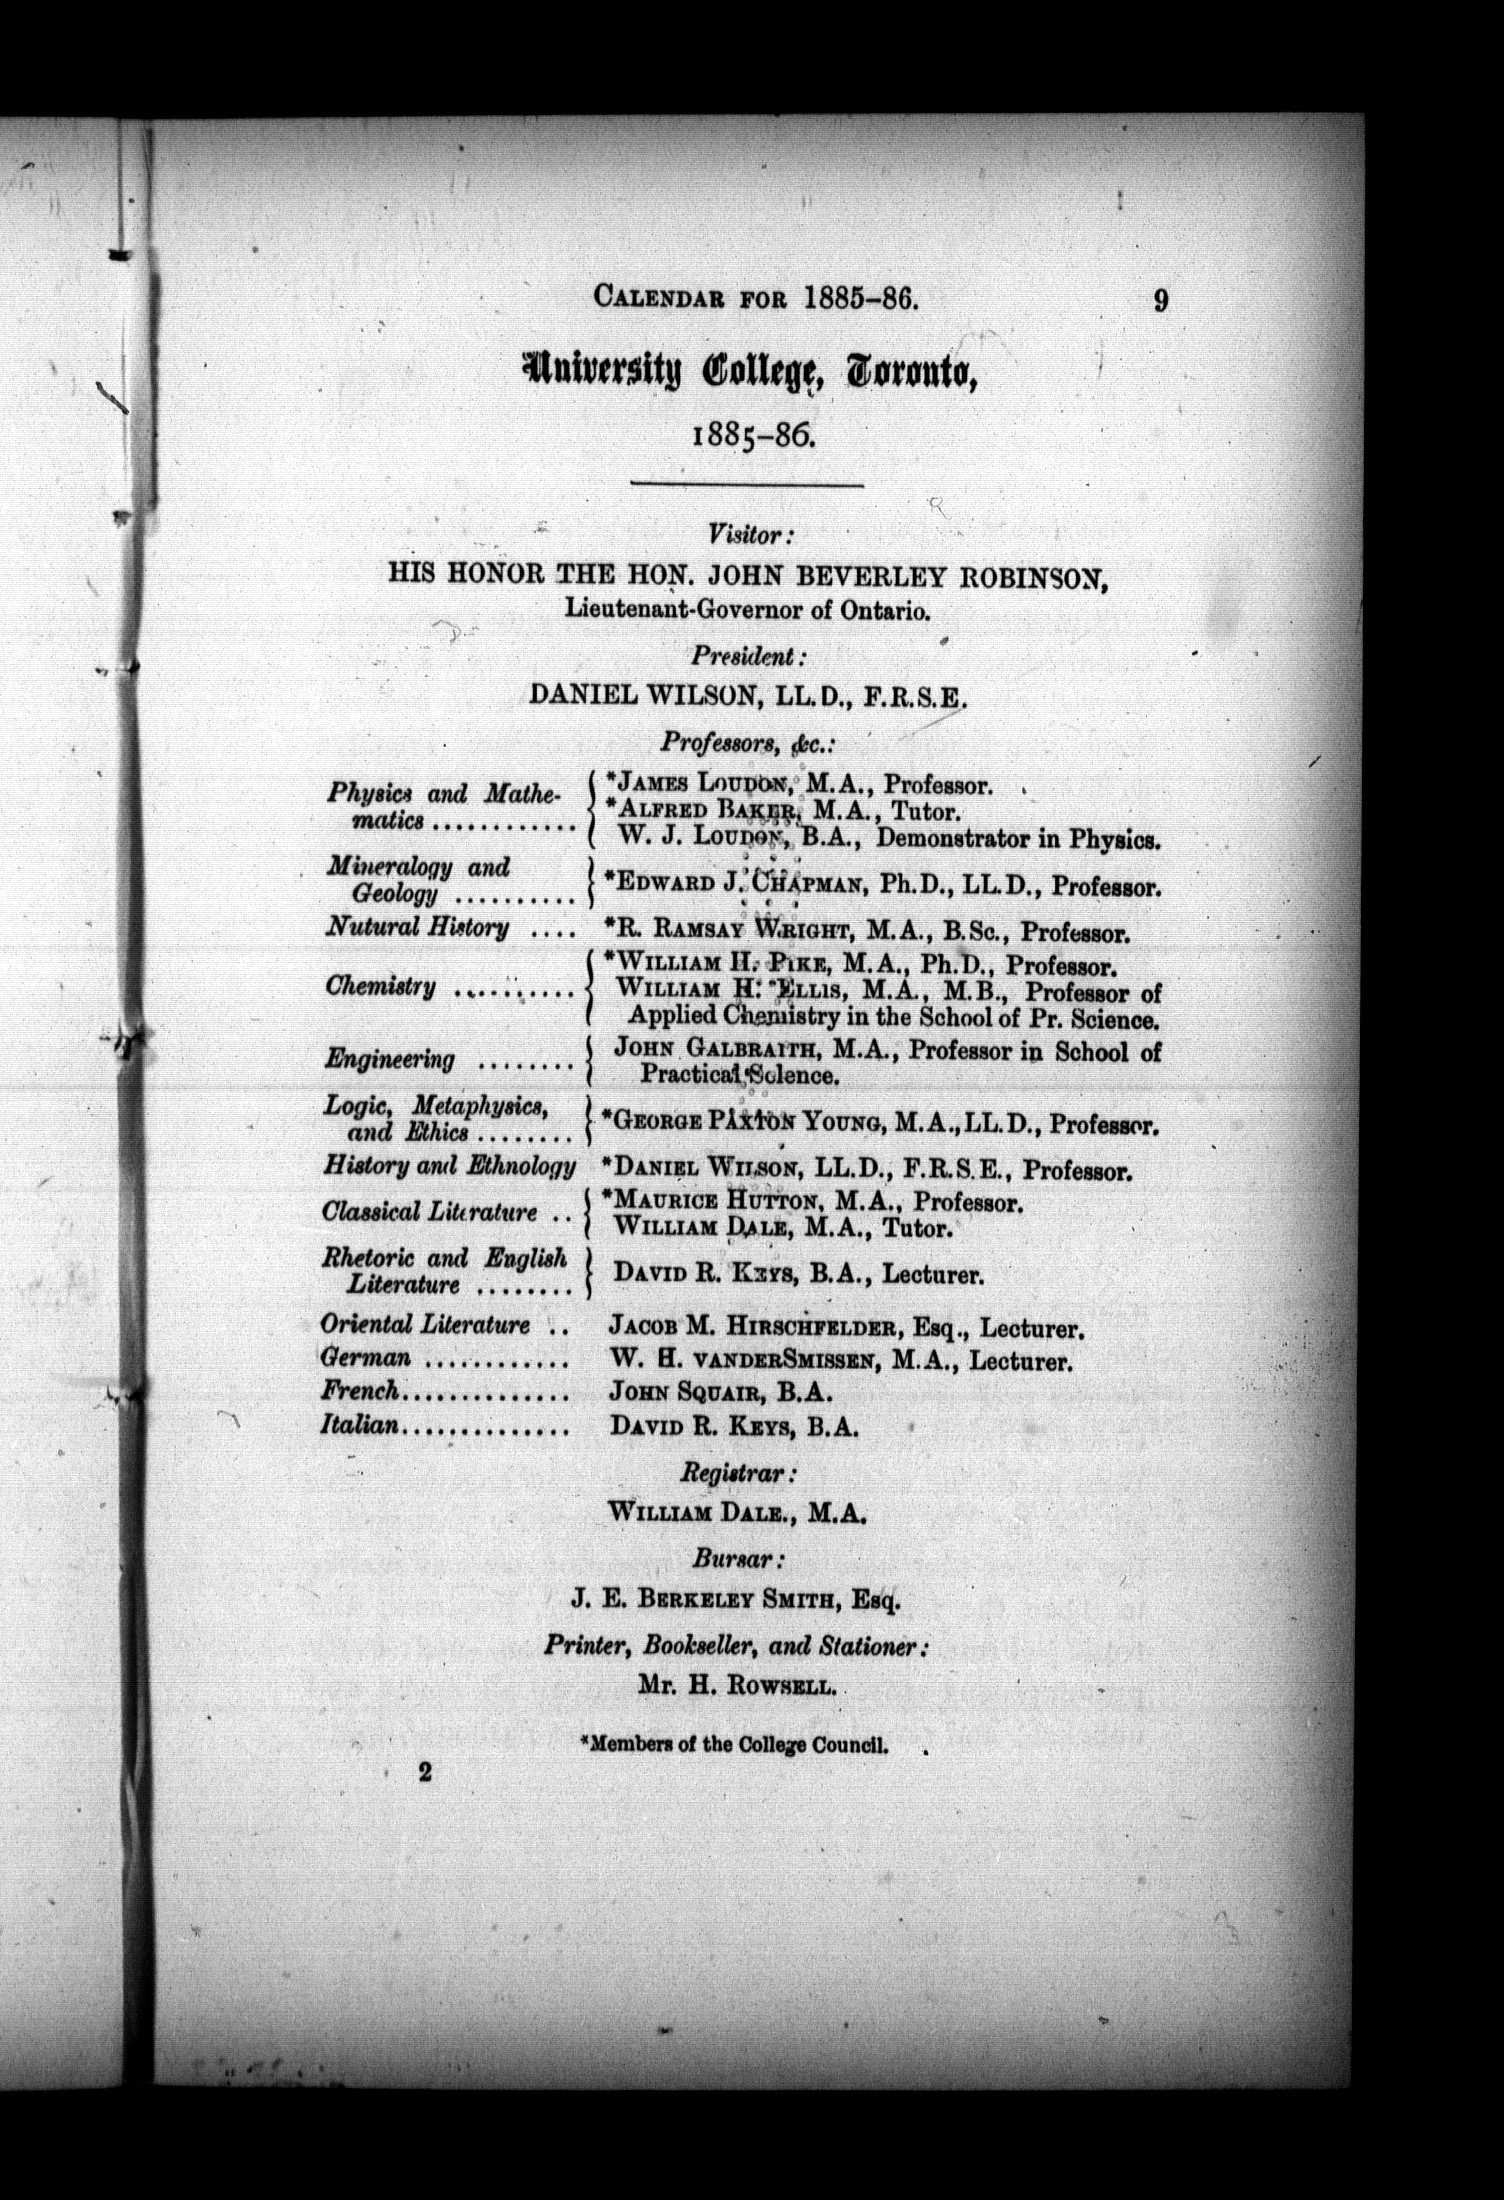 CALENDAR FOR 1885–86. 9
University College, Toronto,
1885–86.
Visitor:
HIS HONOR THE HON. JOHN BEVERLEY ROBINSON,
Lieutenant-Governor of Ontario.
President:
DANIEL WILSON, LL.D., F.R.S.E.
Professors, &c.:
Physics and Mathe-
matics ............
*JAMES LOUDON, M.A., Professor.
*ALFRED BAKER, M.A., Tutor.
W. J. LOUDON, B.A., Demonstrator in Physics.
Mineralogy and
Geology ..........
*EDWARD J. CHAPMAN, Ph.D., LL.D., Professor.
Nutural History .... *R. RAMSAY WRIGHT, M.A., B.Sc., Professor.
Chemistry ..........
*WILLIAM H. PIKE, M.A., Ph.D., Professor.
WILLIAM H. ELLIS, M.A., M.B., Professor of
Applied Chemistry in the School of Pr. Science.
Engineering ........
JOHN GALBRAITH, M.A., Professor in School of
Practical Science.
Logic, Metaphysics,
and Ethics ........
*GEORGE PAXTON YOUNG, M.A., LL.D., Professor.
History and Ethnology *DANIEL WILSON, LL.D., F.R.S.E., Professor.
Classical Literature ..
*MAURICE HUTTON, M.A., Professor.
WILLIAM DALE, M.A., Tutor.
Rhetoric and English
Literature ........
DAVID R. KEYS, B.A., Lecturer.
Oriental Literature .. JACOB M. HIRSCHFELDER, Esq., Lecturer.
German ............ W. H. VANDERSMISSEN, M.A., Lecturer.
French.............. JOHN SQUAIR, B.A.
Italian.............. DAVID R. KEYS, B.A.
Registrar:
WILLIAM DALE., M.A.
Bursar:
J. E. BERKELEY SMITH, Esq.
Printer, Bookseller, and Stationer:
Mr. H. ROWSELL.
*Members of the College Council.
2